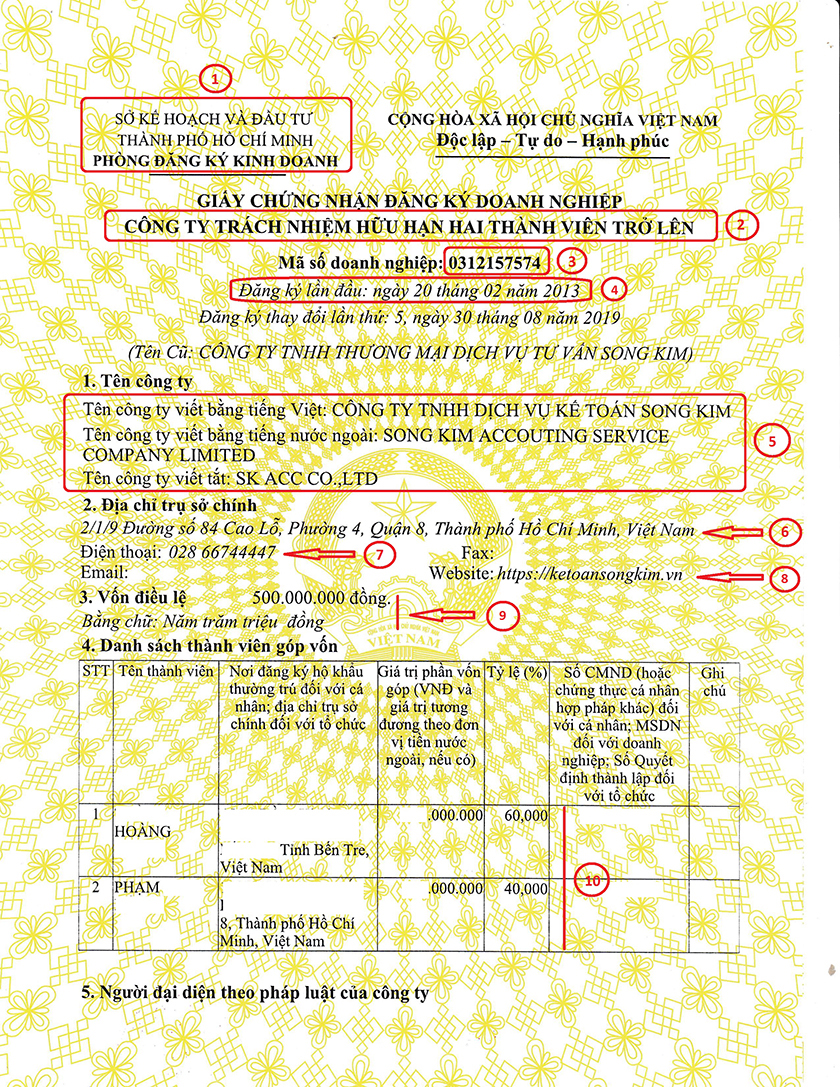 1
SỞ KẾ HOẠCH VÀ ĐẦU TƯ
THÀNH PHỐ HỒ CHÍ MINH
PHÒNG ĐĂNG KÝ KINH DOANH
CỘNG HÒA XÃ HỘI CHỦ NGHĨA VIỆT NAM
Độc lập – Tự do – Hạnh phúc
GIẤY CHỨNG NHẬN ĐĂNG KÝ DOANH NGHIỆP
CÔNG TY TRÁCH NHIỆM HỮU HẠN HAI THÀNH VIÊN TRỞ LÊN
2
Mã số doanh nghiệp: 0312157574
3
Đăng ký lần đầu: ngày 20 tháng 02 năm 2013
4
Đăng ký thay đổi lần thứ: 5, ngày 30 tháng 08 năm 2019
(Tên Cũ: CÔNG TY TNHH THƯƠNG MẠI DỊCH VỤ TƯ VẤN SONG KIM)
1. Tên công ty
Tên công ty viết bằng tiếng Việt: CÔNG TY TNHH DỊCH VỤ KẾ TOÁN SONG KIM
Tên công ty viết bằng tiếng nước ngoài: SONG KIM ACCOUTING SERVICE
COMPANY LIMITED
Tên công ty viết tắt: SK ACC CO.,LTD
5
2. Địa chỉ trụ sở chính
2/1/9 Đường số 84 Cao Lỗ, Phường 4, Quận 8, Thành phố Hồ Chí Minh, Việt Nam
6
Điện thoại: 028 66744447
7
Fax:
Email:
Website: https://ketoansongkim.vn
8
3. Vốn điều lệ 500.000.000 đồng.
Bằng chữ: Năm trăm triệu đồng
9
VIỆT NAM
4. Danh sách thành viên góp vốn
STT
Tên thành viên
Nơi đăng ký hộ khẩu
thường trú đối với cá
nhân; địa chỉ trụ sở
chính đối với tổ chức
Giá trị phần vốn
góp (VNĐ và
giá trị tương
đương theo đơn
vị tiền nước
ngoài, nếu có)
Tỷ lệ (%)
Số CMND (hoặc
chứng thực cá nhân
hợp pháp khác) đối
với cá nhân; MSDN
đối với doanh
nghiệp; Số Quyết
định thành lập đối
với tổ chức
Ghi
chú
1
HOÀNG
Tỉnh Bến Tre,
Việt Nam
.000.000
60,000
2
PHẠM
8, Thành phố Hồ Chí
Minh, Việt Nam
.000.000
40,000
10
5. Người đại diện theo pháp luật của công ty